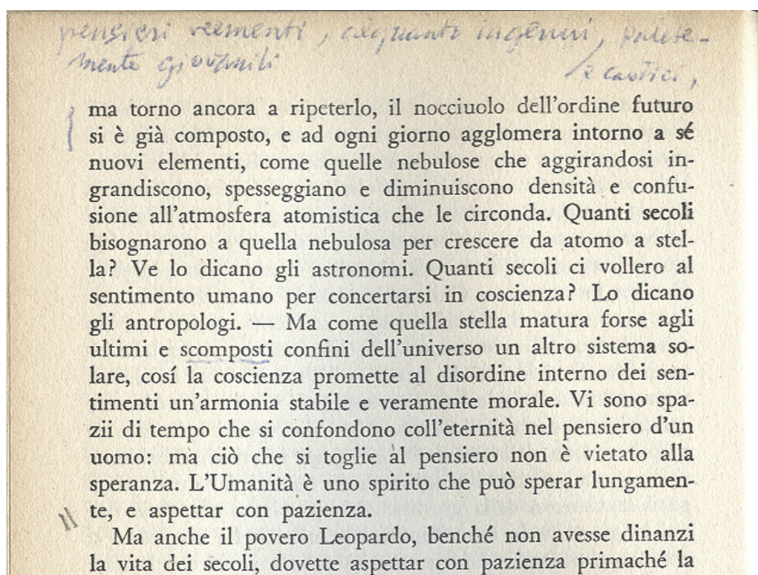 pensieri veementi, alquanto ingenui, palese-
mente giovanili
e caotici,
ma torno ancora a ripeterlo, il nocciuolo dell'ordine futuro
si è già composto, e ad ogni giorno agglomera intorno a sé
nuovi elementi, come quelle nebulose che aggirandosi in-
grandiscono, spesseggiano e diminuiscono densità e confu-
sione all'atmosfera atomistica che le circonda. Quanti secoli
bisognarono a quella nebulosa per crescere da atomo a stel-
la? Ve lo dicano gli astronomi. Quanti secoli ci vollero al
sentimento umano per concertarsi in coscienza? Lo dicano
gli antropologi. — Ma come quella stella matura forse agli
ultimi e scomposti confini dell'universo un altro sistema so-
lare, cosí la coscienza promette al disordine interno dei sen-
timenti un'armonia stabile e veramente morale. Vi sono spa-
zii di tempo che si confondono coll'eternità nel pensiero d'un
uomo: ma ciò che si toglie al pensiero non è vietato alla
speranza. L'Umanità è uno spirito che può sperar lungamen-
te, e aspettar con pazienza.
Ma anche il povero Leopardo, benché non avesse dinanzi
la vita dei secoli, dovette aspettar con pazienza primaché la